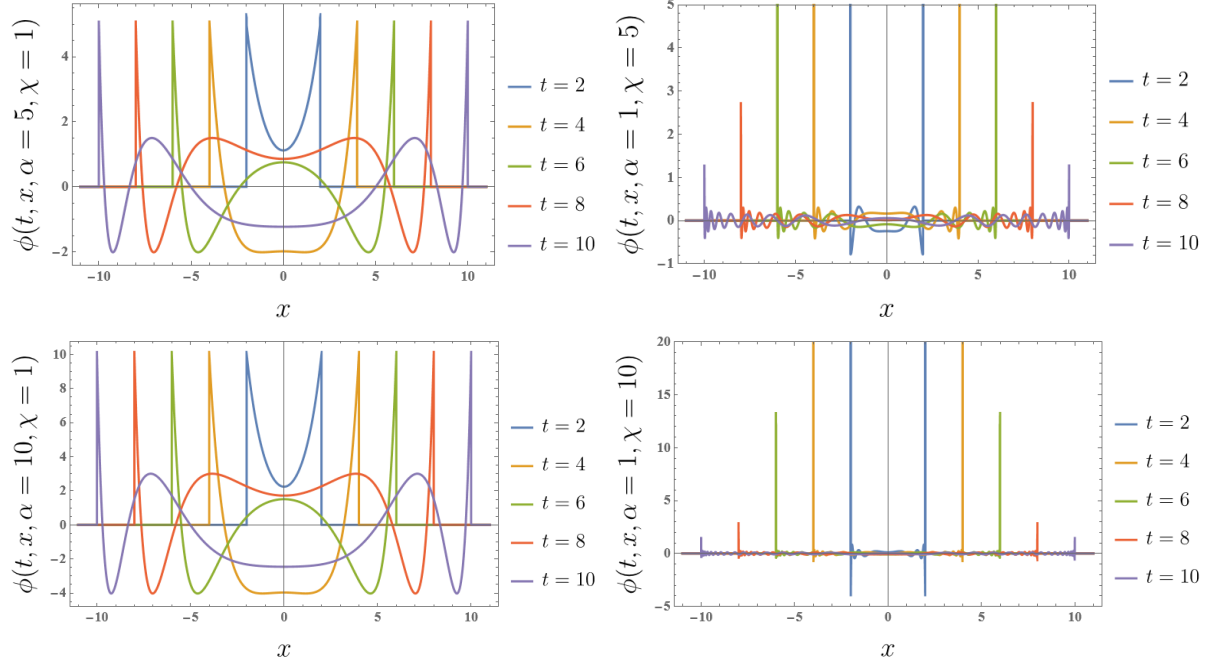 ϕ(t, x, α = 5, χ = 1)
4
2
0
−2
−10
−5
0
5
10
x
t = 2
t = 4
t = 6
t = 8
t = 10
ϕ(t, x, α = 1, χ = 5)
5
4
3
2
1
0
−1
−10
−5
0
5
10
x
t = 2
t = 4
t = 6
t = 8
t = 10
ϕ(t, x, α = 10, χ = 1)
10
8
6
4
2
0
−2
−4
−10
−5
0
5
10
x
t = 2
t = 4
t = 6
t = 8
t = 10
ϕ(t, x, α = 1, χ = 10)
20
15
10
5
0
−5
−10
−5
0
5
10
x
t = 2
t = 4
t = 6
t = 8
t = 10